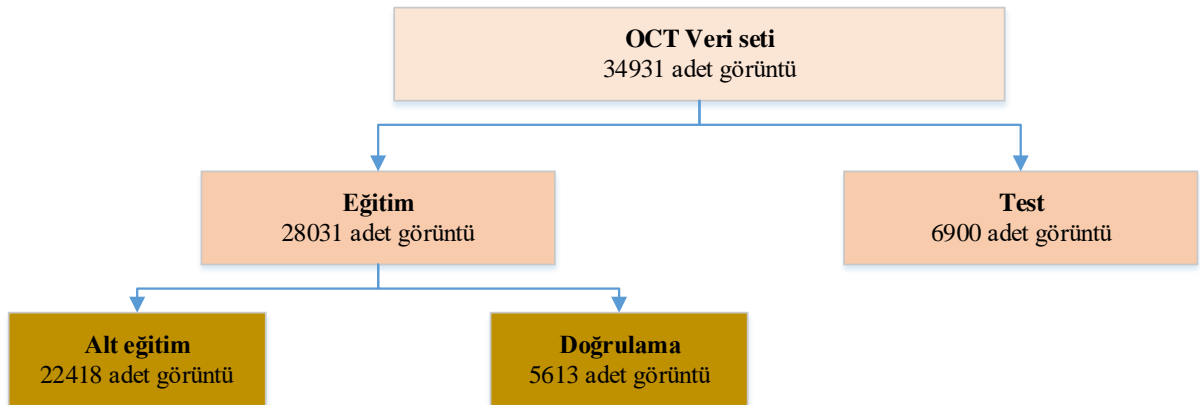 OCT Veri seti
34931 adet görüntü
Eğitim
28031 adet görüntü
Test
6900 adet görüntü
Alt eğitim
22418 adet görüntü
Doğrulama
5613 adet görüntü